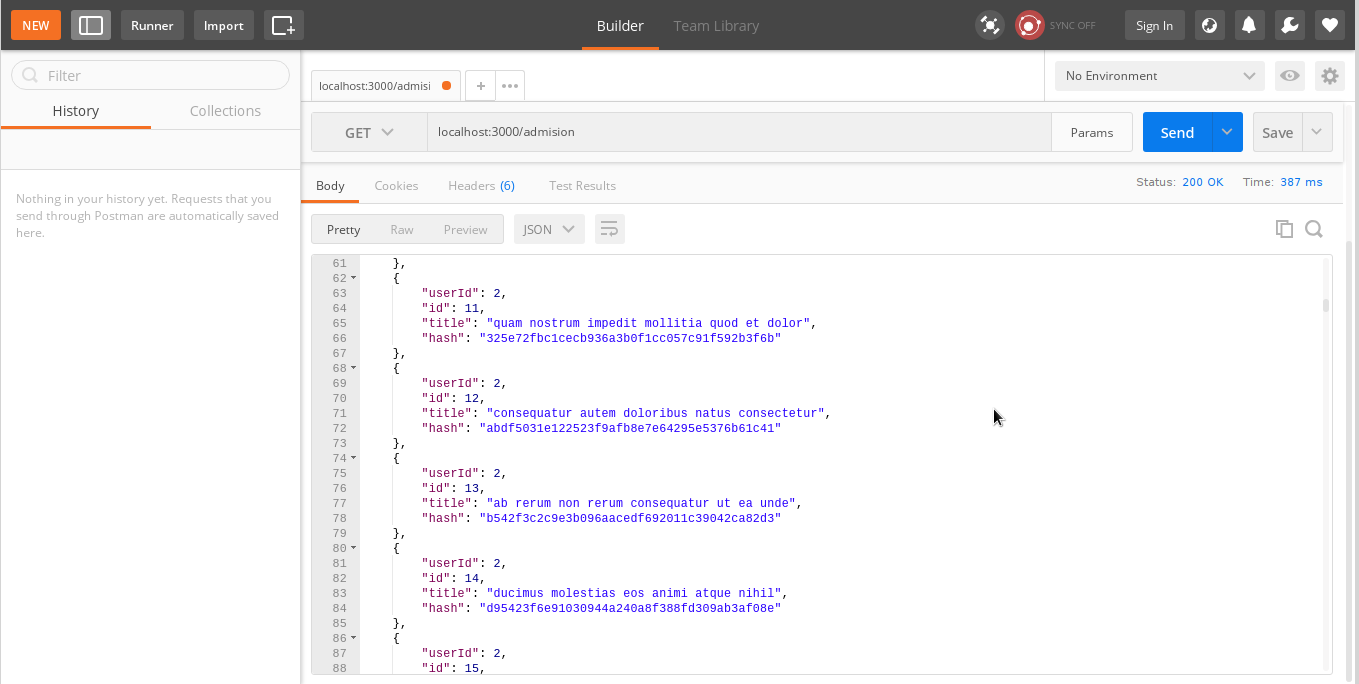 NEW Runner Import Builder Team Library SYNC OFF Sign In
Filter
History Collections
Nothing in your history yet. Requests that you
send through Postman are automatically saved
here.
localhost:3000/admisi + ••• No Environment
GET localhost:3000/admision Params Send Save
Body Cookies Headers (6) Test Results Status: 200 OK Time: 387 ms
Pretty Raw Preview JSON
61 },
62 {
63 "userId": 2,
64 "id": 11,
65 "title": "quam nostrum impedit mollitia quod et dolor",
66 "hash": "325e72fbc1cecb936a3b0f1cc057c91f592b3f6b"
67 },
68 {
69 "userId": 2,
70 "id": 12,
71 "title": "consequatur autem doloribus natus consectetur",
72 "hash": "abdf5031e122523f9afb8e7e64295e5376b61c41"
73 },
74 {
75 "userId": 2,
76 "id": 13,
77 "title": "ab rerum non rerum consequatur ut ea unde",
78 "hash": "b542f3c2c9e3b096aacedf692011c39042ca82d3"
79 },
80 {
81 "userId": 2,
82 "id": 14,
83 "title": "ducimus molestias eos animi atque nihil",
84 "hash": "d95423f6e91030944a240a8f388fd309ab3af08e"
85 },
86 {
87 "userId": 2,
88 "id": 15,